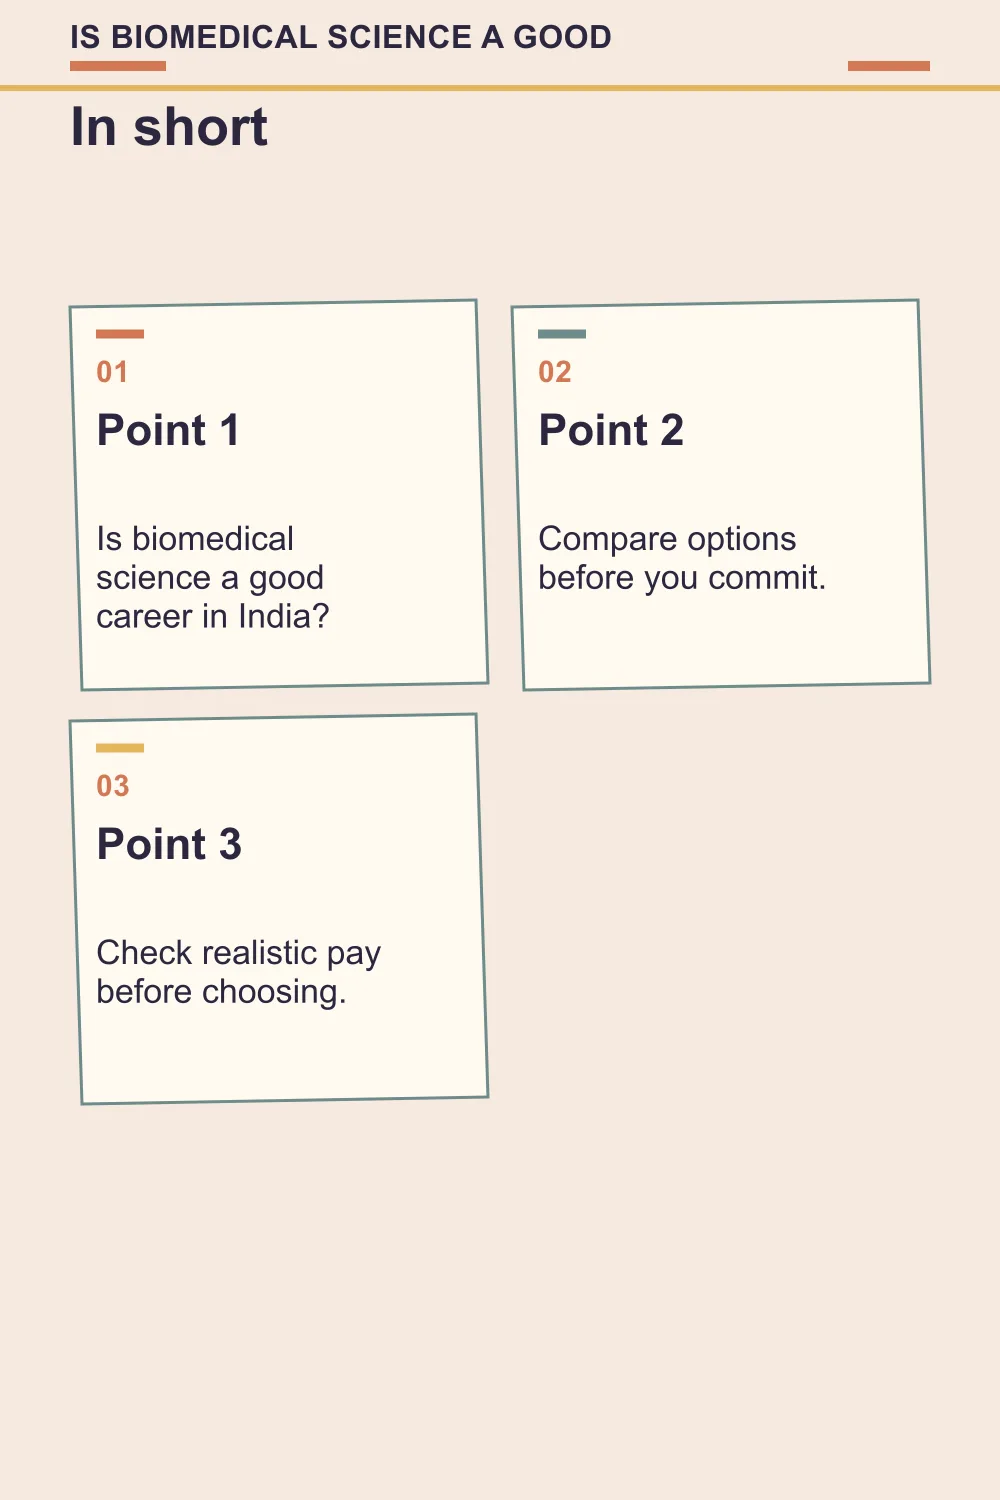 IS BIOMEDICAL SCIENCE A GOOD
In short
01
Point 1
Is biomedical
science a good
career in India?
02
Point 2
Compare options
before you commit.
03
Point 3
Check realistic pay
before choosing.